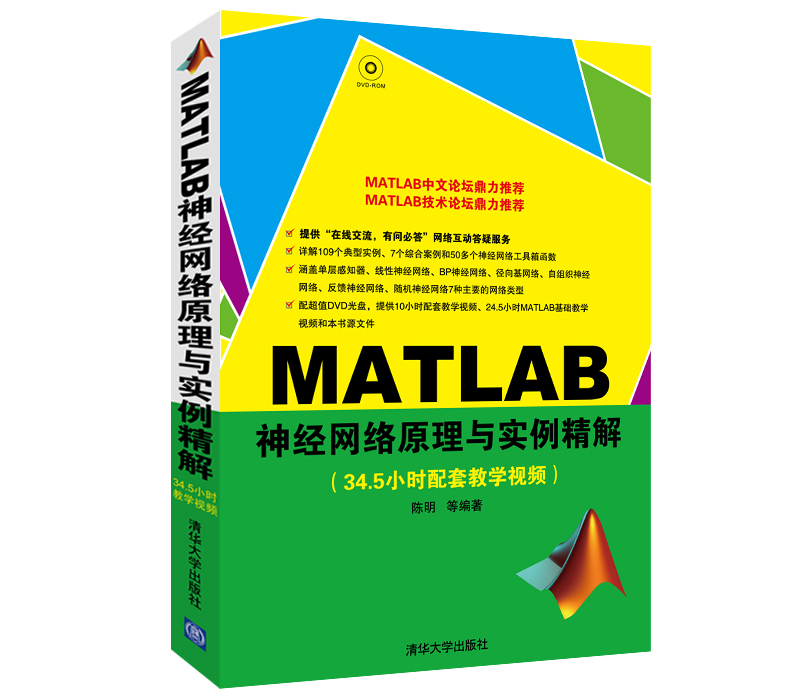 MATLAB神经网络原理与实例精解
34.5小时
教学视频
清华大学出版社
DVD-ROM
MATLAB中文论坛鼎力推荐
MATLAB技术论坛鼎力推荐
提供“在线交流，有问必答”网络互动答疑服务
详解109个典型实例、7个综合案例和50多个神经网络工具箱函数
涵盖单层感知器、线性神经网络、BP神经网络、径向基网络、自组织神经
网络、反馈神经网络、随机神经网络7种主要的网络类型
配超值DVD光盘，提供10小时配套教学视频、24.5小时MATLAB基础教学
视频和本书源文件
MATLAB
神经网络原理与实例精解
（34.5小时配套教学视频）
陈明 等编著
清华大学出版社